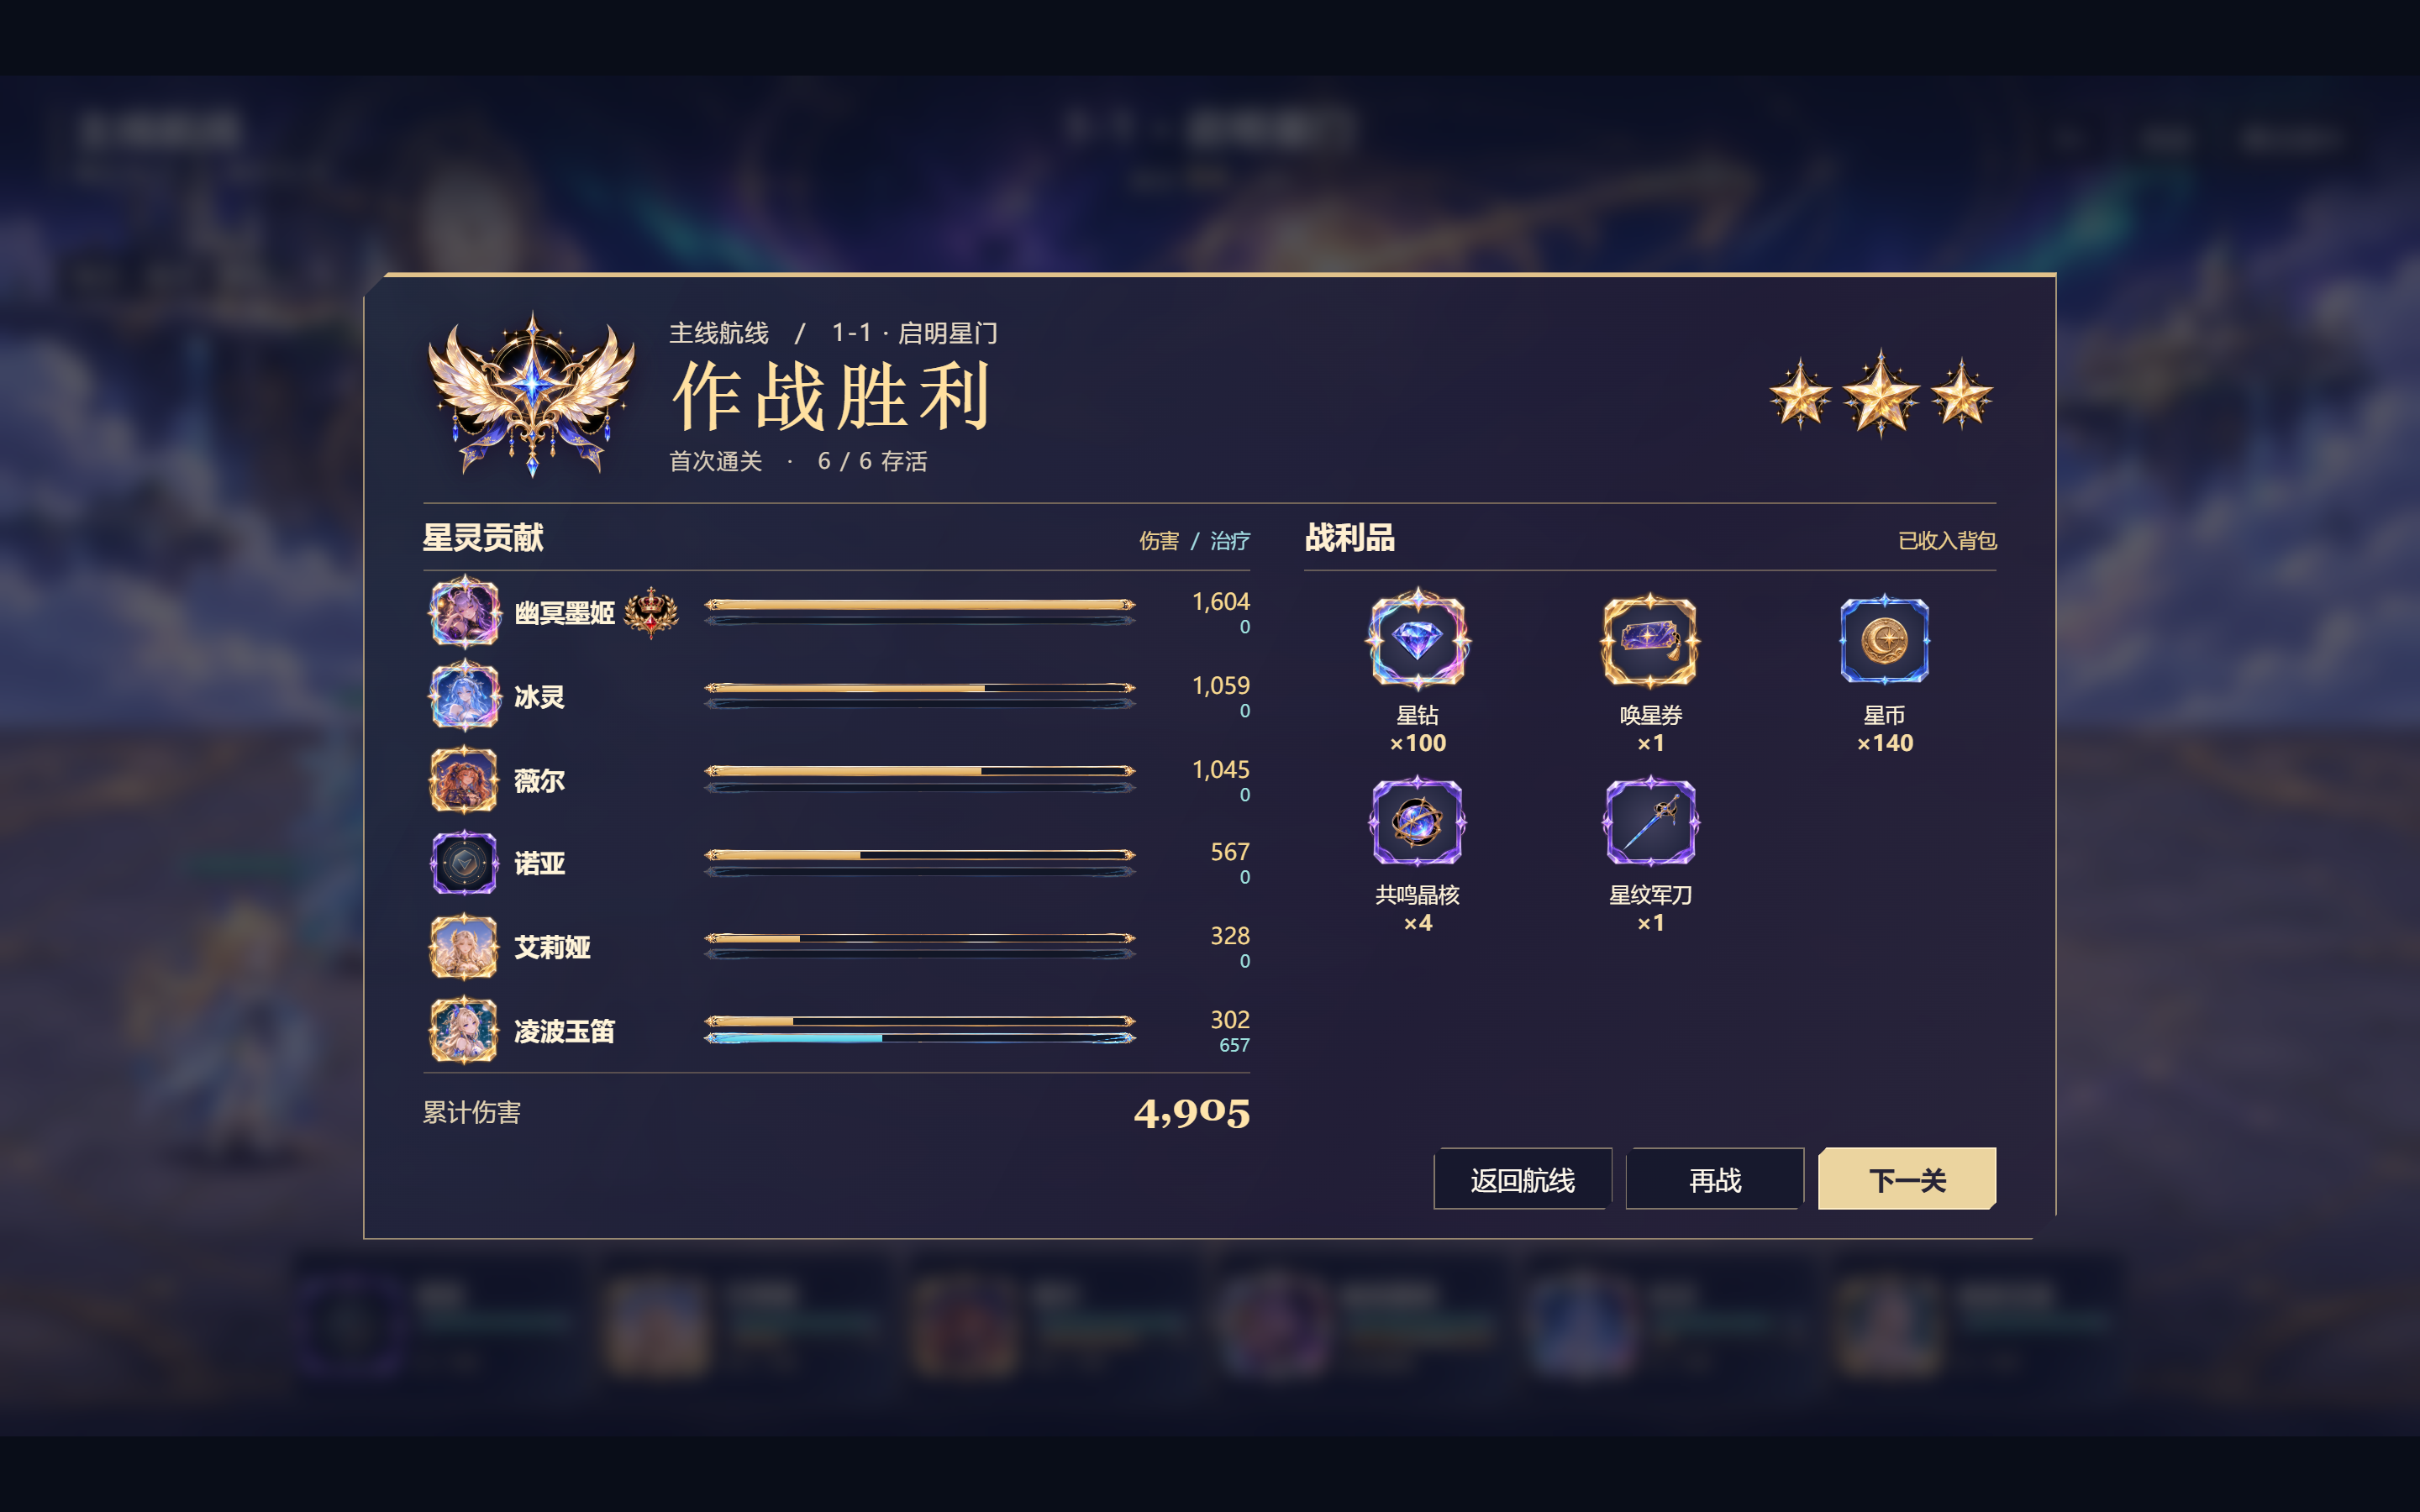 主线航线 / 1-1 · 启明星门
作战胜利
首次通关 · 6 / 6 存活
星灵贡献
伤害 / 治疗
幽冥墨姬
1,604
0
冰灵
1,059
0
薇尔
1,045
0
诺亚
567
0
艾莉娅
328
0
凌波玉笛
302
657
累计伤害
4,905
战利品
已收入背包
星钻
×100
唤星券
×1
星币
×140
共鸣晶核
×4
星纹军刀
×1
返回航线
再战
下一关